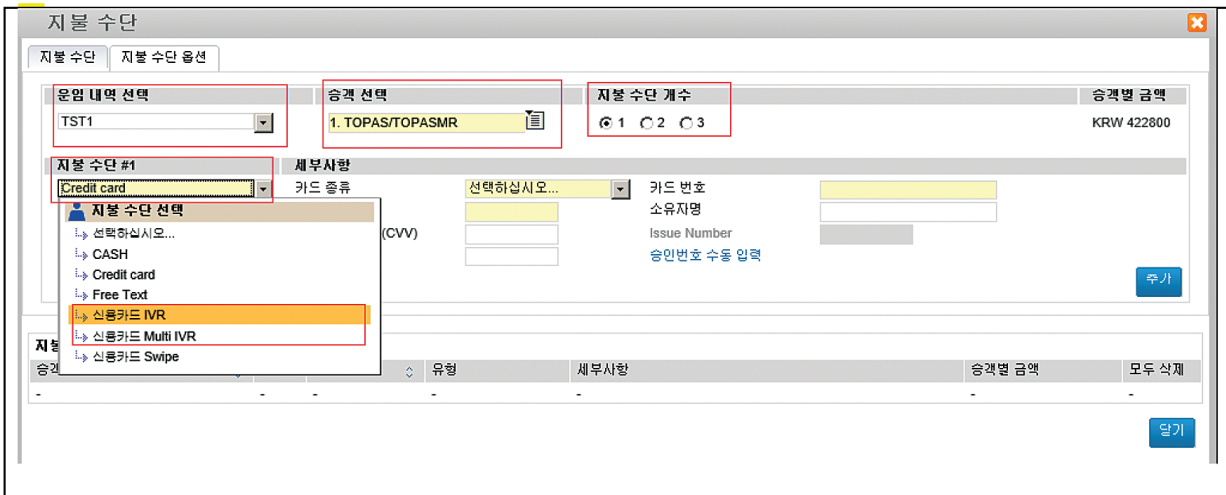 지불 수단
지불 수단 지불 수단 옵션
운임 내역 선택 승객 선택 지불 수단 개수 승객별 금액
TST1 1. TOPAS/TOPASMR 1 2 3 KRW 422800
지불 수단 #1 세부사항
Credit card 카드 종류 선택하십시오... 카드 번호
지불 수단 선택 소유자명
선택하십시오... (CVV) Issue Number
CASH 승인번호 수동 입력
Credit card
Free Text 추가
신용카드 IVR
신용카드 Multi IVR
신용카드 Swipe
유형 세부사항 승객별 금액 모두 삭제
- - - - - - -
닫기